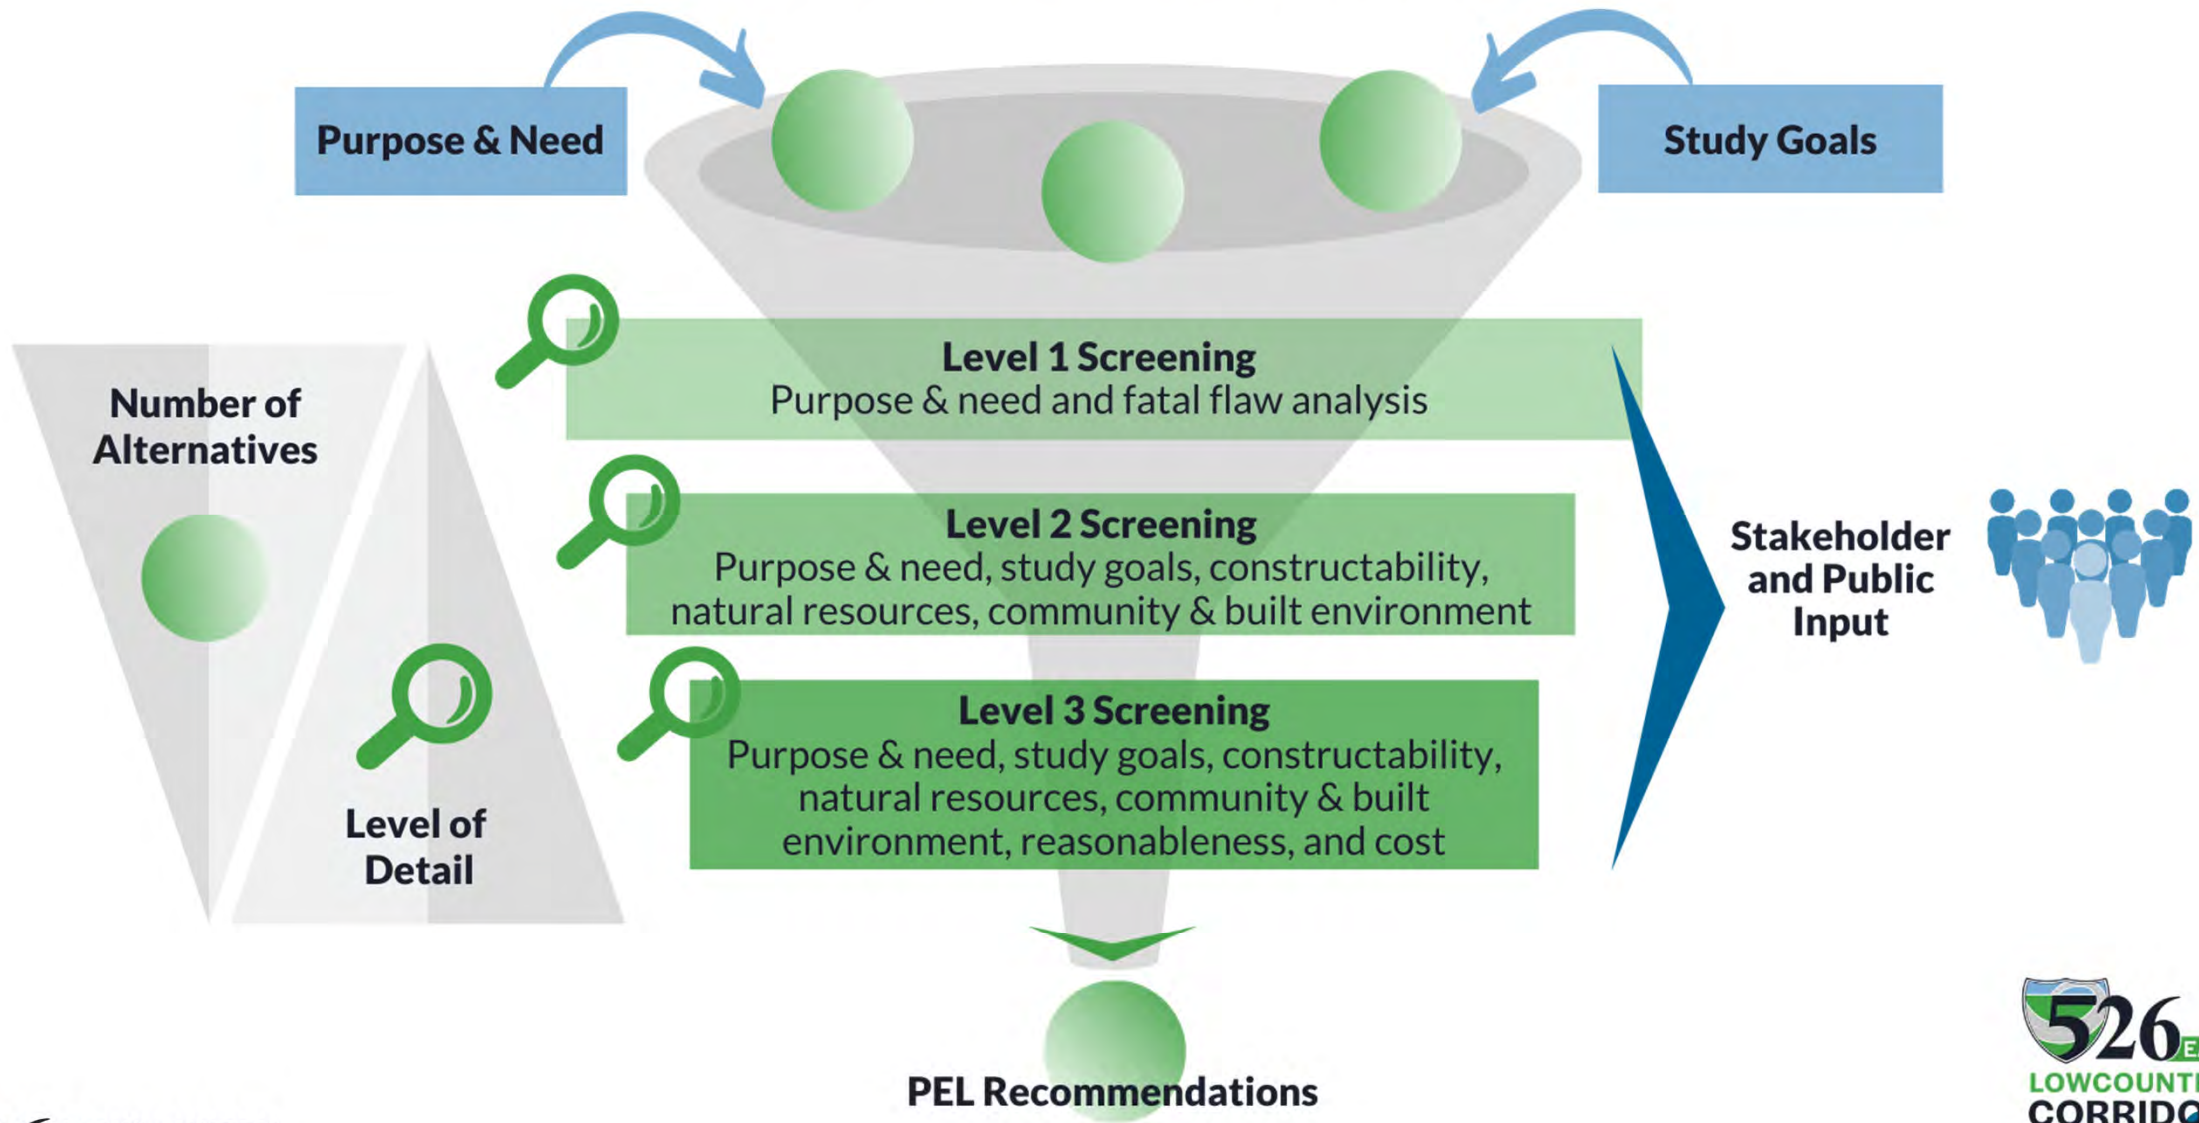 Purpose & Need
Study Goals
Level 1 Screening
Purpose & need and fatal flaw analysis
Number of
Alternatives
Level 2 Screening
Purpose & need, study goals, constructability,
natural resources, community & built environment
Stakeholder
and Public
Input
Level 3 Screening
Purpose & need, study goals, constructability,
natural resources, community & built
environment, reasonableness, and cost
Level of
Detail
PEL Recommendations
526